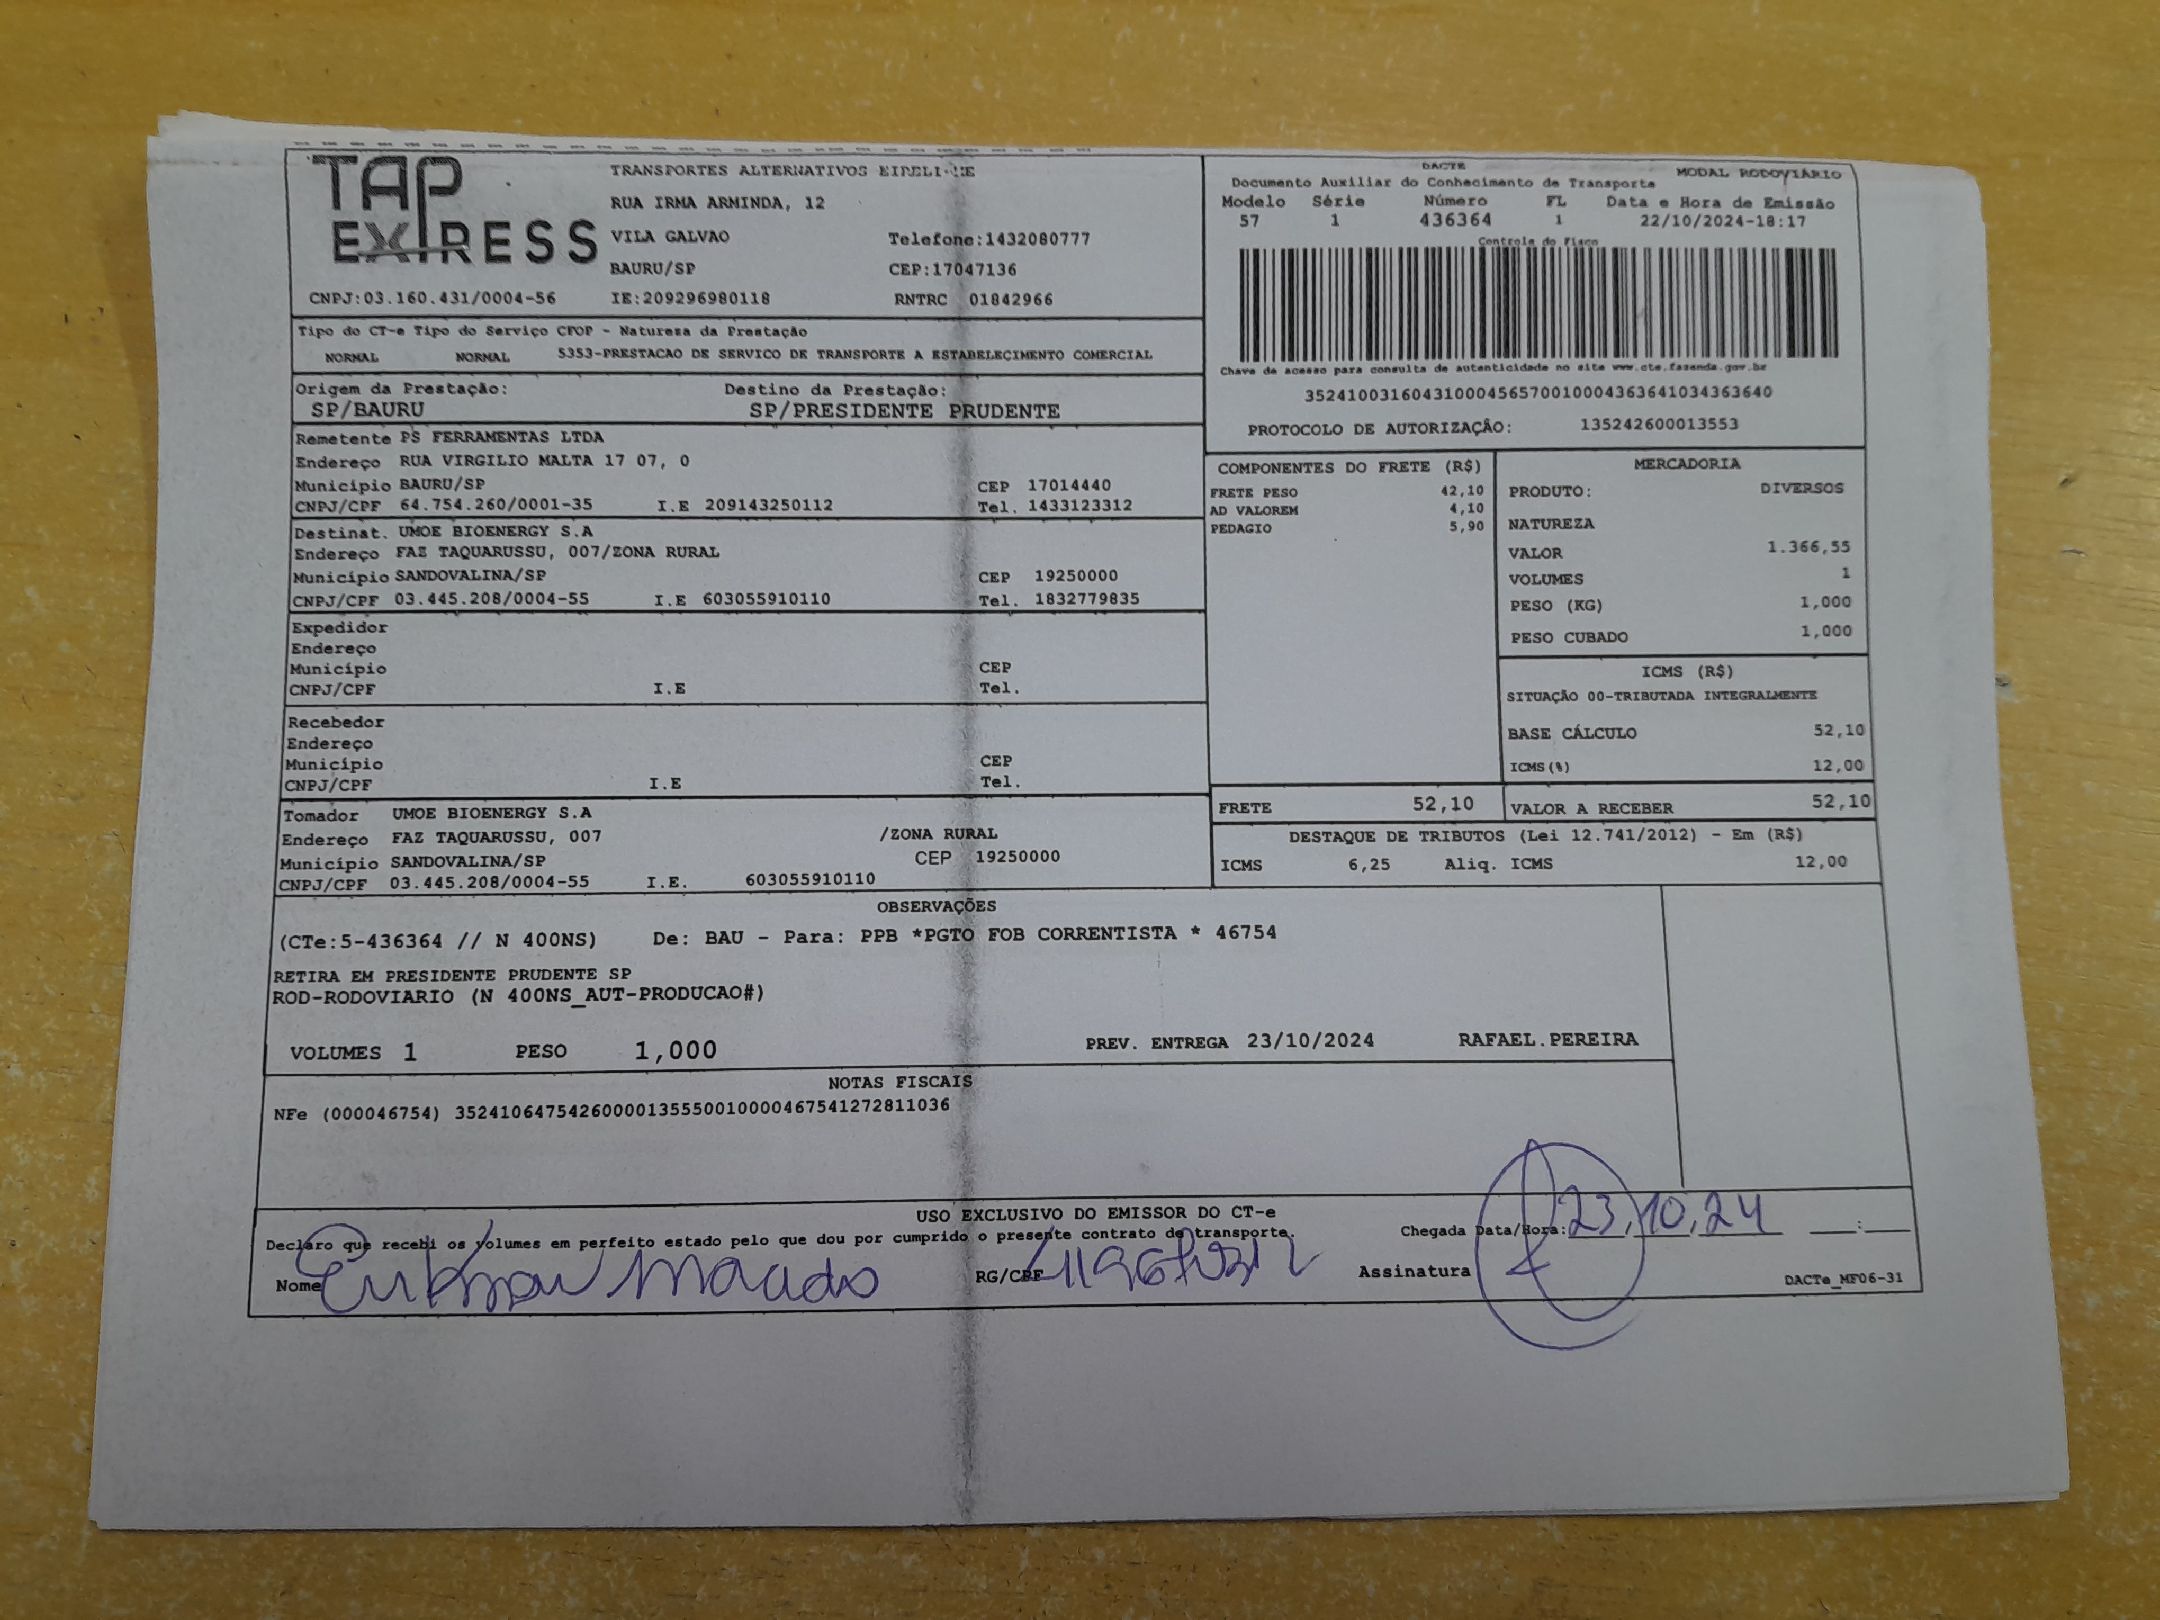 TAP EXPRESS
TRANSPORTES ALTERNATIVOS EIRELI-ME
RUA IRMA ARMINDA, 12
VILA GALVAO Telefone:1432080777
BAURU/SP CEP:17047136
CNPJ:03.160.431/0004-56 IE:209296980118 RNTRC 01842966
DACTE MODAL RODOVIÁRIO
Documento Auxiliar do Conhecimento de Transporte
Modelo Série Número FL Data e Hora de Emissão
57 1 436364 1 22/10/2024-18:17
Controle do Fisco
Chave de acesso para consulta de autenticidade no site www.cte.fazenda.gov.br
35241003160431000456570010004363641034363640
PROTOCOLO DE AUTORIZAÇÃO: 135242600013553
Tipo do CT-e Tipo do Serviço CFOP - Natureza da Prestação
NORMAL NORMAL 5353-PRESTACAO DE SERVICO DE TRANSPORTE A ESTABELECIMENTO COMERCIAL
Origem da Prestação: Destino da Prestação:
SP/BAURU SP/PRESIDENTE PRUDENTE
Remetente PS FERRAMENTAS LTDA
Endereço RUA VIRGILIO MALTA 17 07, 0
Município BAURU/SP CEP 17014440
CNPJ/CPF 64.754.260/0001-35 I.E 209143250112 Tel. 1433123312
Destinat. UMOE BIOENERGY S.A
Endereço FAZ TAQUARUSSU, 007/ZONA RURAL
Município SANDOVALINA/SP CEP 19250000
CNPJ/CPF 03.445.208/0004-55 I.E 603055910110 Tel. 1832779835
Expedidor
Endereço
Município CEP
CNPJ/CPF I.E Tel.
Recebedor
Endereço
Município CEP
CNPJ/CPF I.E Tel.
Tomador UMOE BIOENERGY S.A
Endereço FAZ TAQUARUSSU, 007 /ZONA RURAL
Município SANDOVALINA/SP CEP 19250000
CNPJ/CPF 03.445.208/0004-55 I.E. 603055910110
COMPONENTES DO FRETE (R$)
FRETE PESO 42,10
AD VALOREM 4,10
PEDAGIO 5,90
MERCADORIA
PRODUTO: DIVERSOS
NATUREZA
VALOR 1.366,55
VOLUMES 1
PESO (KG) 1,000
PESO CUBADO 1,000
ICMS (R$)
SITUAÇÃO 00-TRIBUTADA INTEGRALMENTE
BASE CÁLCULO 52,10
ICMS(%) 12,00
FRETE 52,10 VALOR A RECEBER 52,10
DESTAQUE DE TRIBUTOS (Lei 12.741/2012) - Em (R$)
ICMS 6,25 Aliq. ICMS 12,00
OBSERVAÇÕES
(CTe:5-436364 // N 400NS) De: BAU - Para: PPB *PGTO FOB CORRENTISTA * 46754
RETIRA EM PRESIDENTE PRUDENTE SP
ROD-RODOVIARIO (N 400NS_AUT-PRODUCAO#)
VOLUMES 1 PESO 1,000 PREV. ENTREGA 23/10/2024 RAFAEL.PEREIRA
NOTAS FISCAIS
NFe (000046754) 35241064754260000135550010000467541272811036
USO EXCLUSIVO DO EMISSOR DO CT-e
Declaro que recebi os volumes em perfeito estado pelo que dou por cumprido o presente contrato de transporte.
Chegada Data/Hora: 23.10.24 __:__
Nome RG/CPF Assinatura DACTe_MF06-31